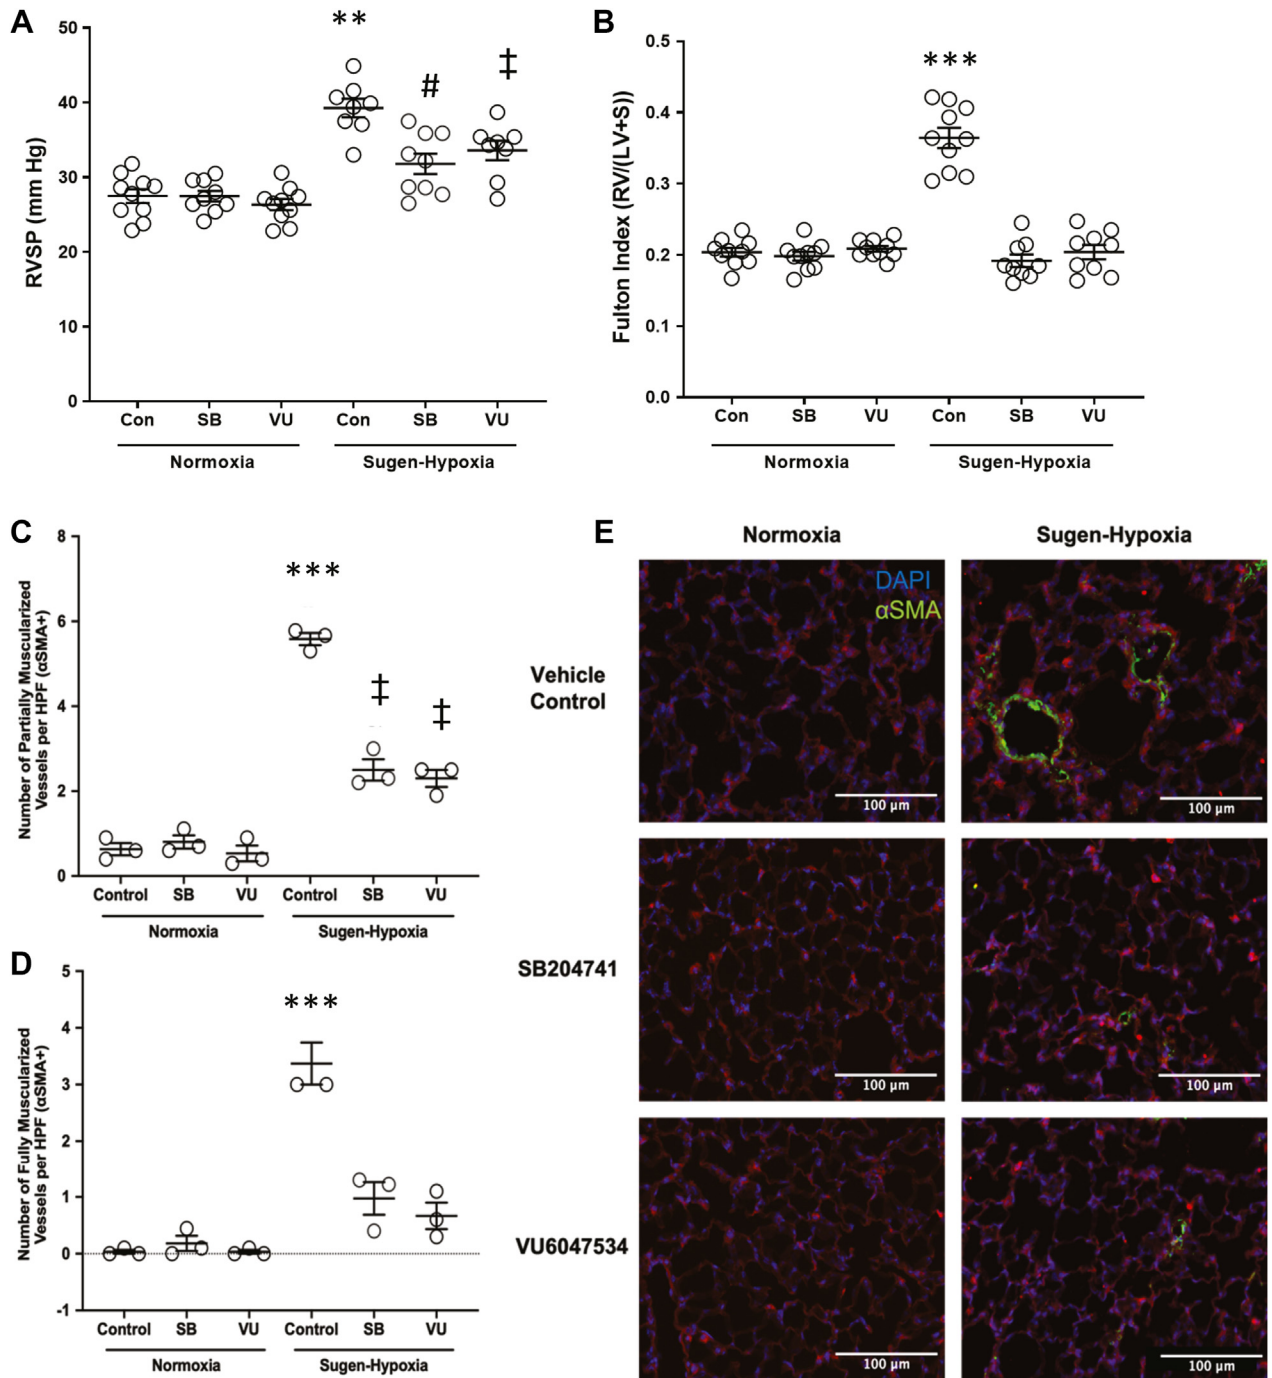 A
RVSP (mm Hg)
50
40
30
20
10
0
**
#
‡
Con SB VU Con SB VU
Normoxia Sugen-Hypoxia
B
Fulton Index (RV/(LV+S))
0.5
0.4
0.3
0.2
0.1
0.0
***
Con SB VU Con SB VU
Normoxia Sugen-Hypoxia
C
Number of Partially Muscularized
Vessels per HPF (αSMA+)
8
6
4
2
0
***
‡
‡
Control SB VU Control SB VU
Normoxia Sugen-Hypoxia
D
Number of Fully Muscularized
Vessels per HPF (αSMA+)
5
4
3
2
1
0
-1
***
Control SB VU Control SB VU
Normoxia Sugen-Hypoxia
E
Normoxia Sugen-Hypoxia
DAPI
αSMA
Vehicle
Control
100 µm 100 µm
SB204741
100 µm 100 µm
VU6047534
100 µm 100 µm